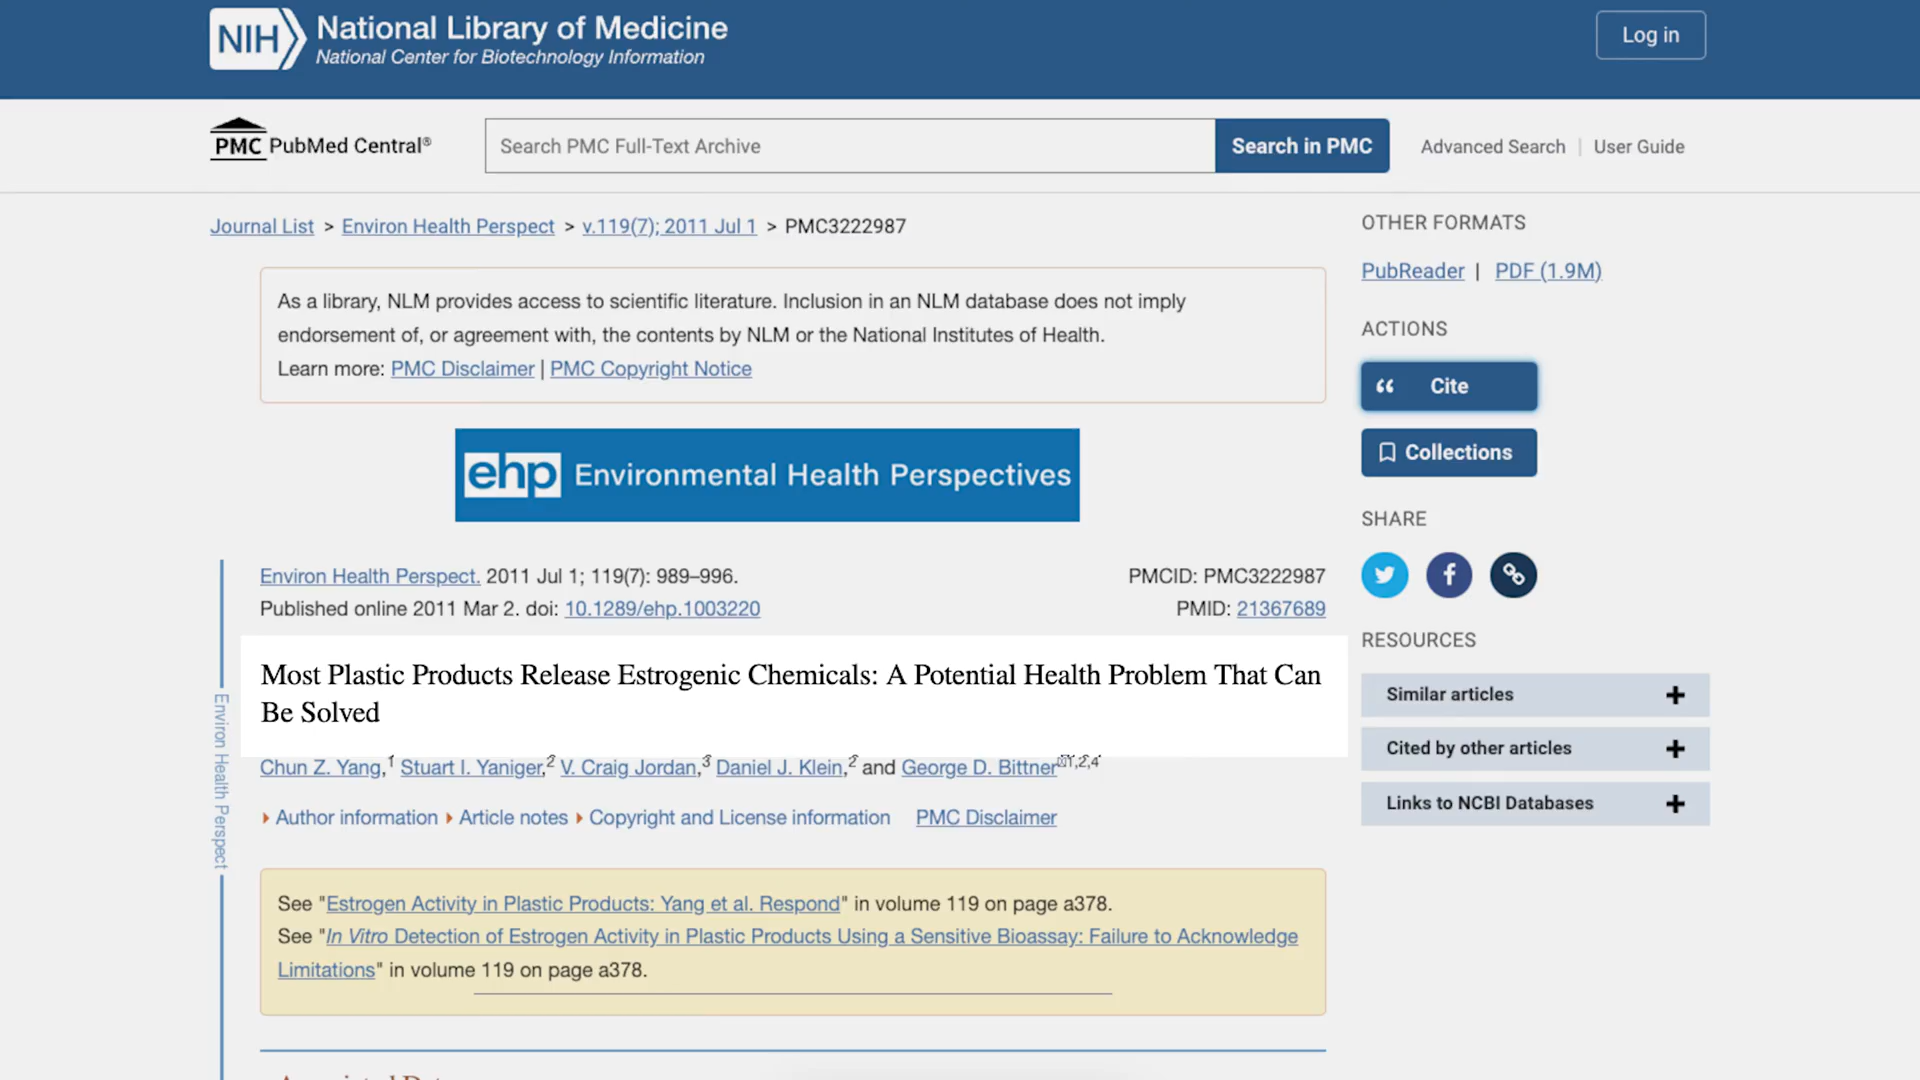 NIH National Library of Medicine
National Center for Biotechnology Information
Log in
PMC PubMed Central®
Search PMC Full-Text Archive
Search in PMC
Advanced Search | User Guide
Journal List > Environ Health Perspect > v.119(7); 2011 Jul 1 > PMC3222987
As a library, NLM provides access to scientific literature. Inclusion in an NLM database does not imply
endorsement of, or agreement with, the contents by NLM or the National Institutes of Health.
Learn more: PMC Disclaimer | PMC Copyright Notice
ehp Environmental Health Perspectives
Environ Health Perspect. 2011 Jul 1; 119(7): 989–996.
Published online 2011 Mar 2. doi: 10.1289/ehp.1003220
PMCID: PMC3222987
PMID: 21367689
Most Plastic Products Release Estrogenic Chemicals: A Potential Health Problem That Can
Be Solved
Chun Z. Yang,1 Stuart I. Yaniger,2 V. Craig Jordan,3 Daniel J. Klein,2 and George D. Bittner1,2,4
Author information Article notes Copyright and License information PMC Disclaimer
See "Estrogen Activity in Plastic Products: Yang et al. Respond" in volume 119 on page a378.
See "In Vitro Detection of Estrogen Activity in Plastic Products Using a Sensitive Bioassay: Failure to Acknowledge
Limitations" in volume 119 on page a378.
Environ Health Perspect
OTHER FORMATS
PubReader | PDF (1.9M)
ACTIONS
Cite
Collections
SHARE
RESOURCES
Similar articles
Cited by other articles
Links to NCBI Databases